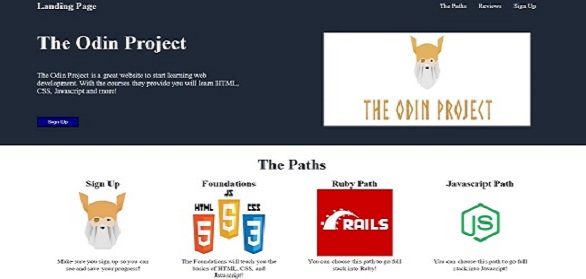 Landing Page
The Paths Reviews Sign Up
The Odin Project
The Odin Project is a great website to start learning web
development. With the courses they provide you will learn HTML,
CSS, Javascript and more!
Sign Up
THE ODIN PROJECT
The Paths
Sign Up
Make sure you sign up so you can
see and save your progress!
Foundations
JS
HTML CSS
5 5 3
The Foundations will teach you the
basics of HTML, CSS, and
Javascript!
Ruby Path
RAILS
You can choose this path to go full
stack into Ruby!
Javascript Path
JS
You can choose this path to go full
stack into Javascript!